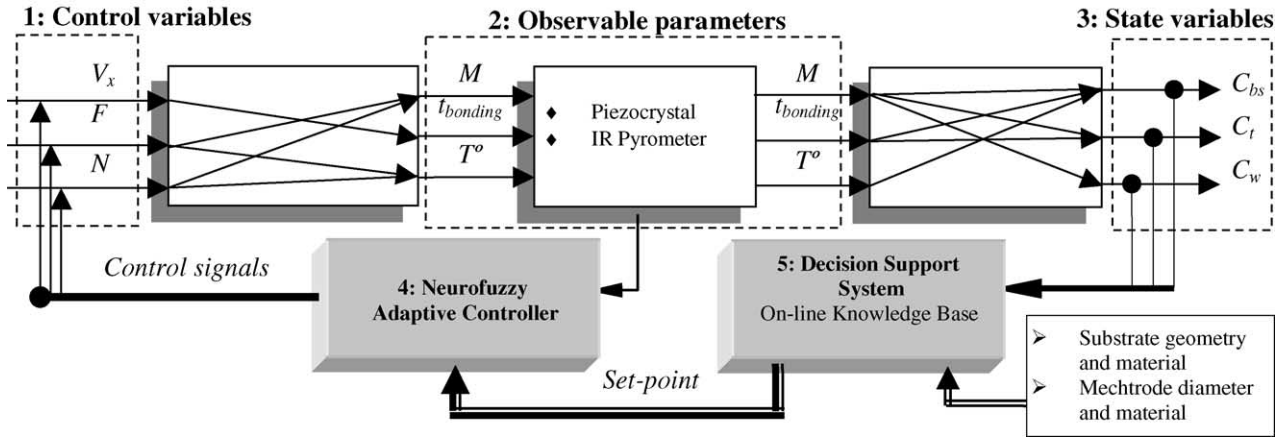 1: Control variables
2: Observable parameters
3: State variables
V_x
F
N
M
t_bonding
T°
♦ Piezocrystal
♦ IR Pyrometer
M
t_bonding
T°
C_bs
C_t
C_w
Control signals
4: Neurofuzzy
Adaptive Controller
5: Decision Support
System
On-line Knowledge Base
Set-point
➢ Substrate geometry
and material
➢ Mechtrode diameter
and material